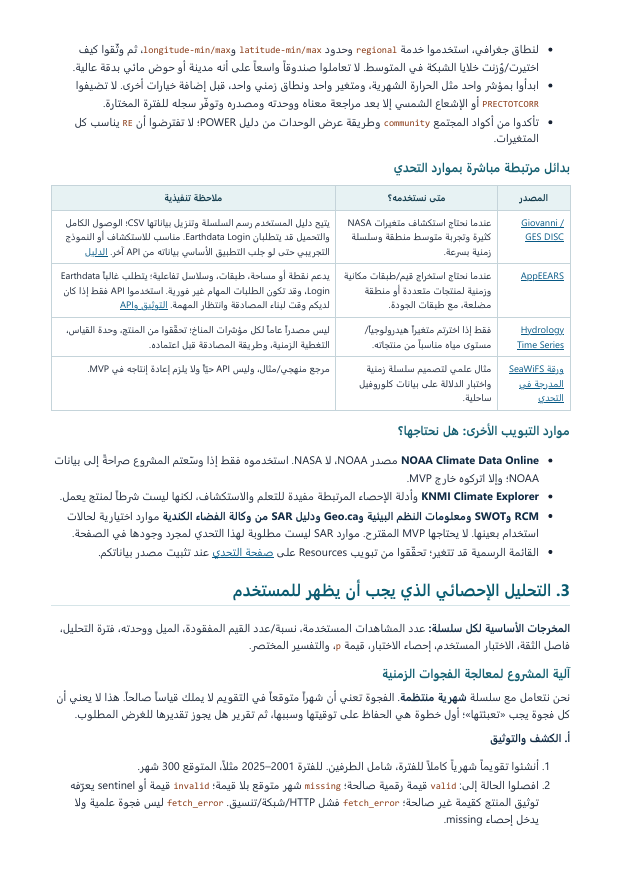 • لنطاق جغرافي، استخدموا خدمة regional وحدود latitude-min/max وlongitude-min/max، ثم وثّقوا كيف
اختيرت/وُزنت خلايا الشبكة في المتوسط. لا تعاملوا صندوقاً واسعاً على أنه مدينة أو حوض مائي بدقة عالية.
• ابدأوا بمؤشر واحد مثل الحرارة الشهرية، ومتغير واحد ونطاق زمني واحد، قبل إضافة خيارات أخرى. لا تضيفوا
PRECTOTCORR أو الإشعاع الشمسي إلا بعد مراجعة معناه ووحدته ومصدره وتوفّر سجله للفترة المختارة.
• تأكدوا من أكواد المجتمع community وطريقة عرض الوحدات من دليل POWER؛ لا تفترضوا أن RE يناسب كل
المتغيرات.
بدائل مرتبطة مباشرة بموارد التحدي
المصدر متى نستخدمه؟ ملاحظة تنفيذية
Giovanni / GES DISC
عندما نحتاج استكشاف متغيرات NASA
كثيرة وتجربة متوسط منطقة وسلسلة
زمنية بسرعة.
يتيح دليل المستخدم رسم السلسلة وتنزيل بياناتها CSV؛ الوصول الكامل
والتحميل قد يتطلبان Earthdata Login. مناسب للاستكشاف أو النموذج
التجريبي حتى لو جلب التطبيق الأساسي بياناته من API آخر. الدليل
AppEEARS
عندما نحتاج استخراج قيم/طبقات مكانية
وزمنية لمنتجات متعددة أو منطقة
مضلعة، مع طبقات الجودة.
يدعم نقطة أو مساحة، طبقات، وسلاسل تفاعلية؛ يتطلب غالباً Earthdata
Login، وقد تكون الطلبات المهام غير فورية. استخدموا API فقط إذا كان
لديكم وقت لبناء المصادقة وانتظار المهمة. التوثيق وAPI
Hydrology
Time Series
فقط إذا اخترتم متغيراً هيدرولوجياً/
مستوى مياه مناسباً من منتجاته.
ليس مصدراً عاماً لكل مؤشرات المناخ؛ تحقّقوا من المنتج، وحدة القياس،
التغطية الزمنية، وطريقة المصادقة قبل اعتماده.
ورقة SeaWiFS
المدرجة في
التحدي
مثال علمي لتصميم سلسلة زمنية
واختبار الدلالة على بيانات كلوروفيل
ساحلية.
مرجع منهجي/مثال، وليس API حيّاً ولا يلزم إعادة إنتاجه في MVP.
موارد التبويب الأخرى: هل نحتاجها؟
• NOAA Climate Data Online مصدر NOAA، لا NASA. استخدموه فقط إذا وسّعتم المشروع صراحةً إلى بيانات
NOAA؛ وإلا اتركوه خارج MVP.
• KNMI Climate Explorer وأدلة الإحصاء المرتبطة مفيدة للتعلم والاستكشاف، لكنها ليست شرطاً لمنتج يعمل.
• RCM وSWOT ومعلومات النظم البيئية وGeo.ca ودليل SAR من وكالة الفضاء الكندية موارد اختيارية لحالات
استخدام بعينها. لا يحتاجها MVP المقترح. موارد SAR ليست مطلوبة لهذا التحدي لمجرد وجودها في الصفحة.
• القائمة الرسمية قد تتغير؛ تحقّقوا من تبويب Resources على صفحة التحدي عند تثبيت مصدر بياناتكم.
3. التحليل الإحصائي الذي يجب أن يظهر للمستخدم
المخرجات الأساسية لكل سلسلة: عدد المشاهدات المستخدمة، نسبة/عدد القيم المفقودة، الميل ووحدته، فترة التحليل،
فاصل الثقة، الاختبار المستخدم، إحصاء الاختبار، قيمة p، والتفسير المختصر.
آلية المشروع لمعالجة الفجوات الزمنية
نحن نتعامل مع سلسلة شهرية منتظمة. الفجوة تعني أن شهراً متوقعاً في التقويم لا يملك قياساً صالحاً. هذا لا يعني أن
كل فجوة يجب «تعبئتها»؛ أول خطوة هي الحفاظ على توقيتها وسببها، ثم تقرير هل يجوز تقديرها للغرض المطلوب.
أ. الكشف والتوثيق
1. أنشئوا تقويماً شهرياً كاملاً للفترة، شامل الطرفين. للفترة 2001–2025 مثلاً، المتوقع 300 شهر.
2. افصلوا الحالة إلى: valid قيمة رقمية صالحة؛ missing شهر متوقع بلا قيمة؛ invalid قيمة أو sentinel يعرّفه
توثيق المنتج كقيمة غير صالحة؛ fetch_error فشل HTTP/شبكة/تنسيق. fetch_error ليس فجوة علمية ولا
يدخل إحصاء missing.